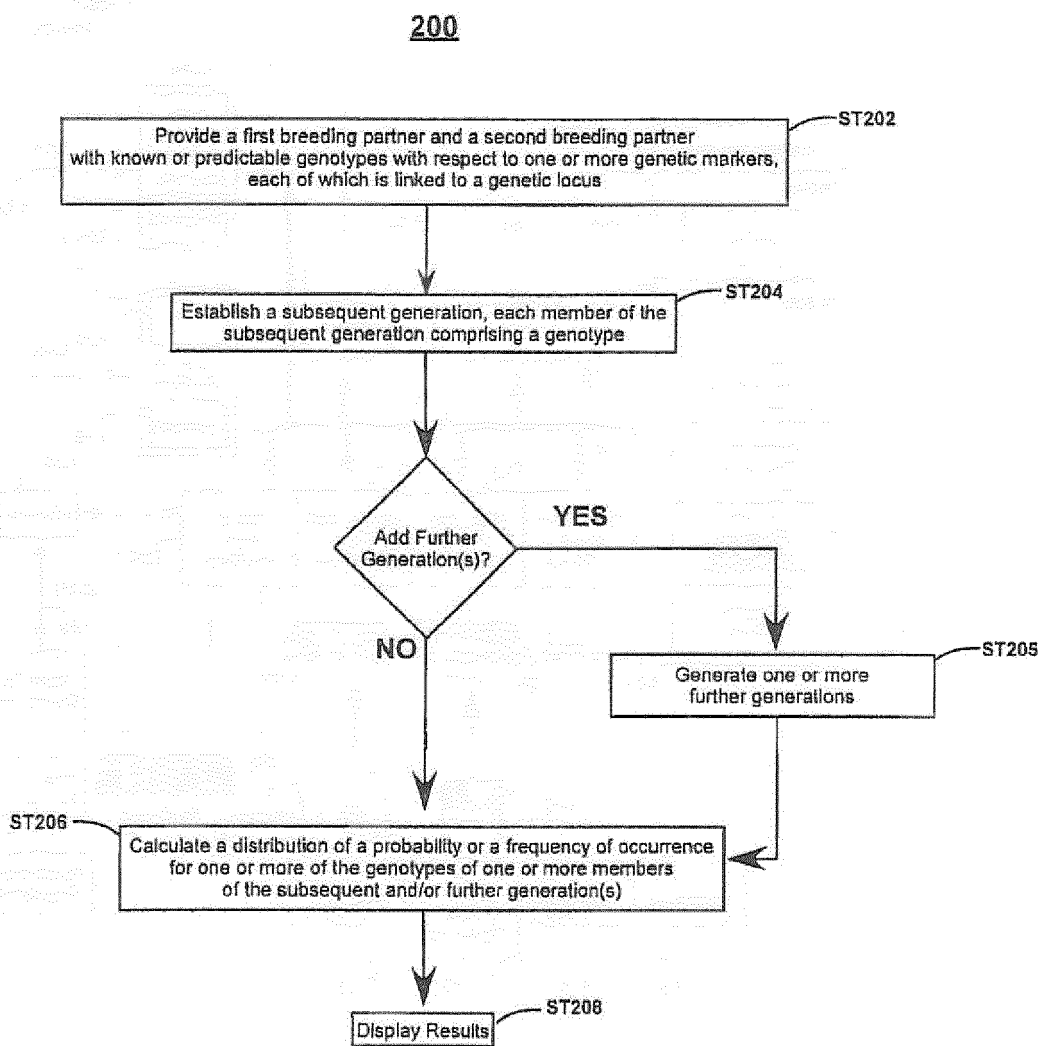 200
ST202
Provide a first breeding partner and a second breeding partner
with known or predictable genotypes with respect to one or more genetic markers,
each of which is linked to a genetic locus
ST204
Establish a subsequent generation, each member of the
subsequent generation comprising a genotype
Add Further
Generation(s)?
YES
NO
ST205
Generate one or more
further generations
ST206
Calculate a distribution of a probability or a frequency of occurrence
for one or more of the genotypes of one or more members
of the subsequent and/or further generation(s)
ST208
Display Results